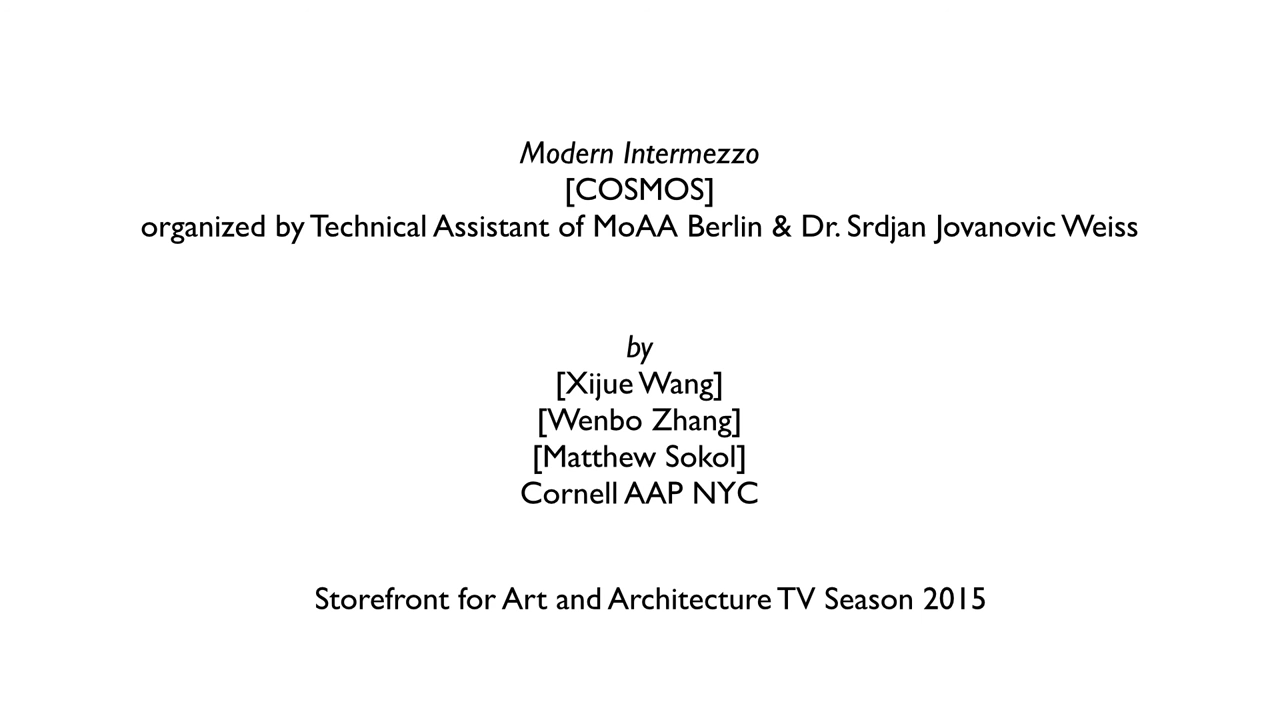 Modern Intermezzo
[COSMOS]
organized by Technical Assistant of MoAA Berlin & Dr. Srdjan Jovanovic Weiss
by
[Xijue Wang]
[Wenbo Zhang]
[Matthew Sokol]
Cornell AAP NYC
Storefront for Art and Architecture TV Season 2015